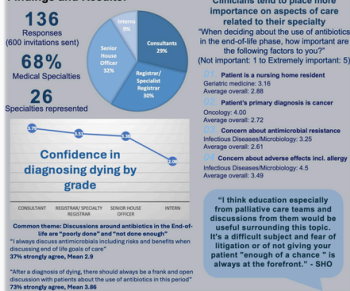 136
Responses
(600 invitations sent)
68%
Medical Specialties
26
Specialties represented
Senior
House
Officer
32%
Consultants
29%
Registrar/
Specialist
Registrar
30%
Confidence in
diagnosing dying by
grade
CONSULTANT
REGISTRAR/ SPECIALTY
REGISTRAR
SENIOR HOUSE
OFFICER
INTERN
Common theme: Discussions around antibiotics in the End-of-
life are "poorly done" and "not done enough"
"I always discuss antimicrobials including risks and benefits when
discussing end of life goals of care"
37% strongly agree, Mean 2.9
"After a diagnosis of dying, there should always be a frank and open
discussion with patients about the use of antibiotics in this period"
73% strongly agree, Mean 3.86
Clinicians tend to place more
importance on aspects of care
related to their specialty
"When deciding about the use of antibiotics
in the end-of-life phase, how important are
the following factors to you?"
(Not important: 1 to Extremely important: 5)
Patient is a nursing home resident
Geriatric medicine: 3.16
Average overall: 2.88
Patient's primary diagnosis is cancer
Oncology: 4.00
Average overall: 2.72
Concern about antimicrobial resistance
Infectious Diseases/Microbiology: 3.25
Average overall: 2.61
Concern about adverse effects incl. allergy
Infectious Diseases/Microbiology: 4.5
Average overall: 3.49
"I think education especially
from palliative care teams and
discussions from them would be
useful surrounding this topic.
It's a difficult subject and fear of
litigation or of not giving your
patient "enough of a chance " is
always at the forefront." - SHO